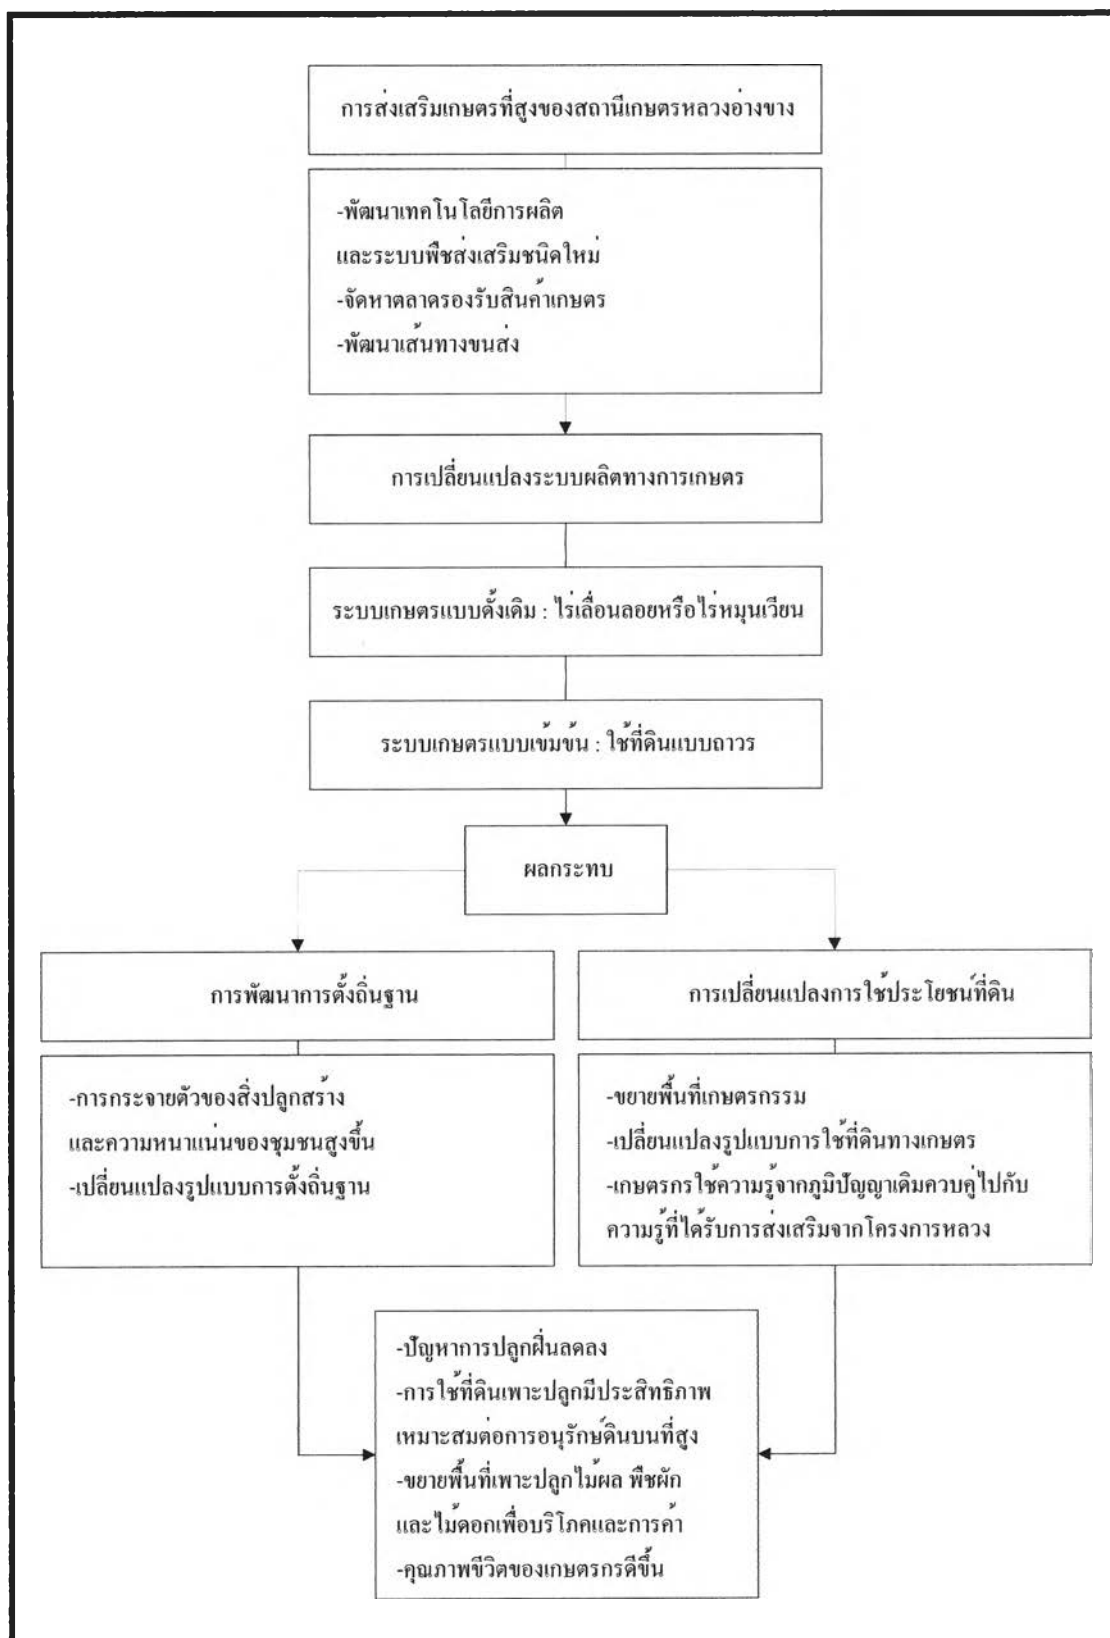 การส่งเสริมเกษตรที่สูงของสถานีเกษตรหลวงอ่างขาง
-พัฒนาเทคโนโลยีการผลิต
และระบบพืชส่งเสริมชนิดใหม่
-จัดหาตลาดรองรับสินค้าเกษตร
-พัฒนาเส้นทางขนส่ง
การเปลี่ยนแปลงระบบผลิตทางการเกษตร
ระบบเกษตรแบบดั้งเดิม : ไร่เลื่อนลอยหรือไร่หมุนเวียน
ระบบเกษตรแบบเข้มข้น : ใช้ที่ดินแบบถาวร
ผลกระทบ
การพัฒนาการตั้งถิ่นฐาน
-การกระจายตัวของสิ่งปลูกสร้าง
และความหนาแน่นของชุมชนสูงขึ้น
-เปลี่ยนแปลงรูปแบบการตั้งถิ่นฐาน
การเปลี่ยนแปลงการใช้ประโยชน์ที่ดิน
-ขยายพื้นที่เกษตรกรรม
-เปลี่ยนแปลงรูปแบบการใช้ที่ดินทางเกษตร
-เกษตรกรใช้ความรู้จากภูมิปัญญาเดิมควบคู่ไปกับ
ความรู้ที่ได้รับการส่งเสริมจากโครงการหลวง
-ปัญหาการปลูกฝิ่นลดลง
-การใช้ที่ดินเพาะปลูกมีประสิทธิภาพ
เหมาะสมต่อการอนุรักษ์ดินบนที่สูง
-ขยายพื้นที่เพาะปลูกไม้ผล พืชผัก
และไม้ดอกเพื่อบริโภคและการค้า
-คุณภาพชีวิตของเกษตรกรดีขึ้น